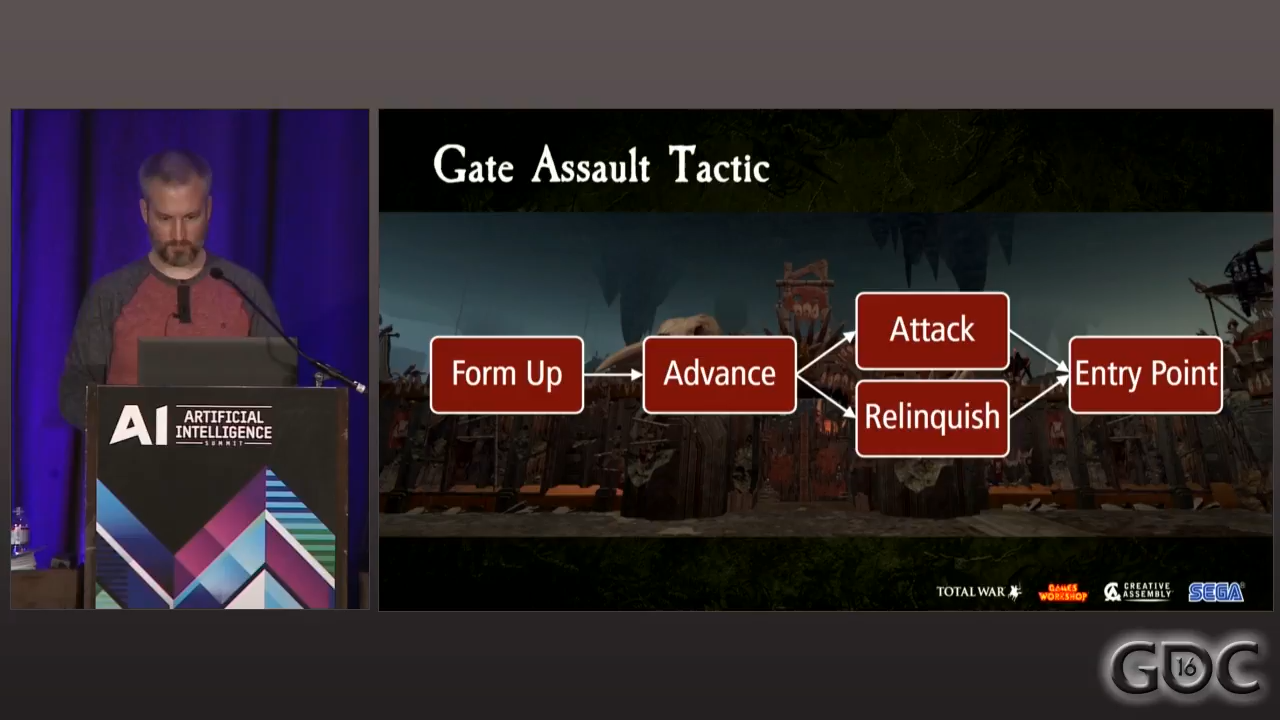 Gate Assault Tactic
Form Up
Advance
Attack
Relinquish
Entry Point
AI
ARTIFICIAL
INTELLIGENCE
SUMMIT
TOTAL WAR
GAMES
WORKSHOP
CREATIVE
ASSEMBLY
SEGA
GDC
16